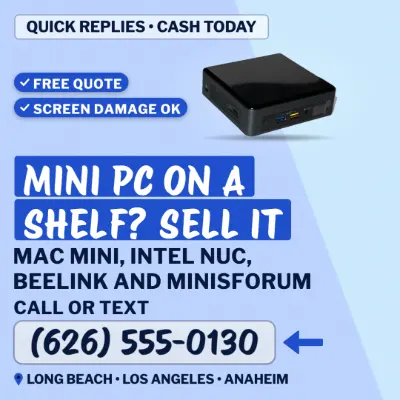 QUICK REPLIES • CASH TODAY
FREE QUOTE
SCREEN DAMAGE OK
MINI PC ON A
SHELF? SELL IT
MAC MINI, INTEL NUC,
BEELINK AND MINISFORUM
CALL OR TEXT
(626) 555-0130
LONG BEACH • LOS ANGELES • ANAHEIM